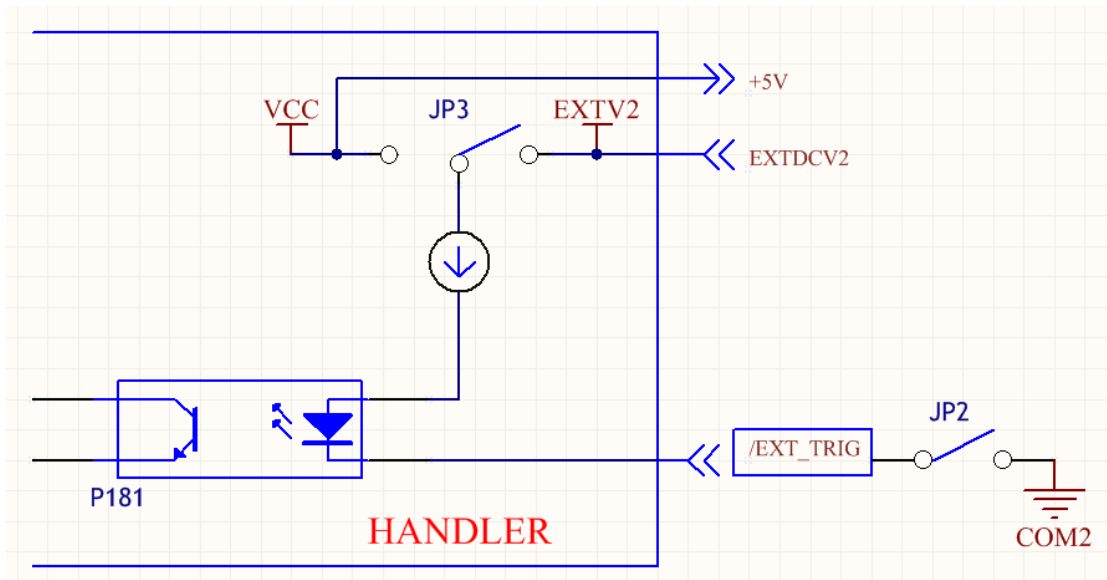 +5V
VCC
JP3
EXTV2
EXTDCV2
JP2
/EXT_TRIG
P181
HANDLER
COM2